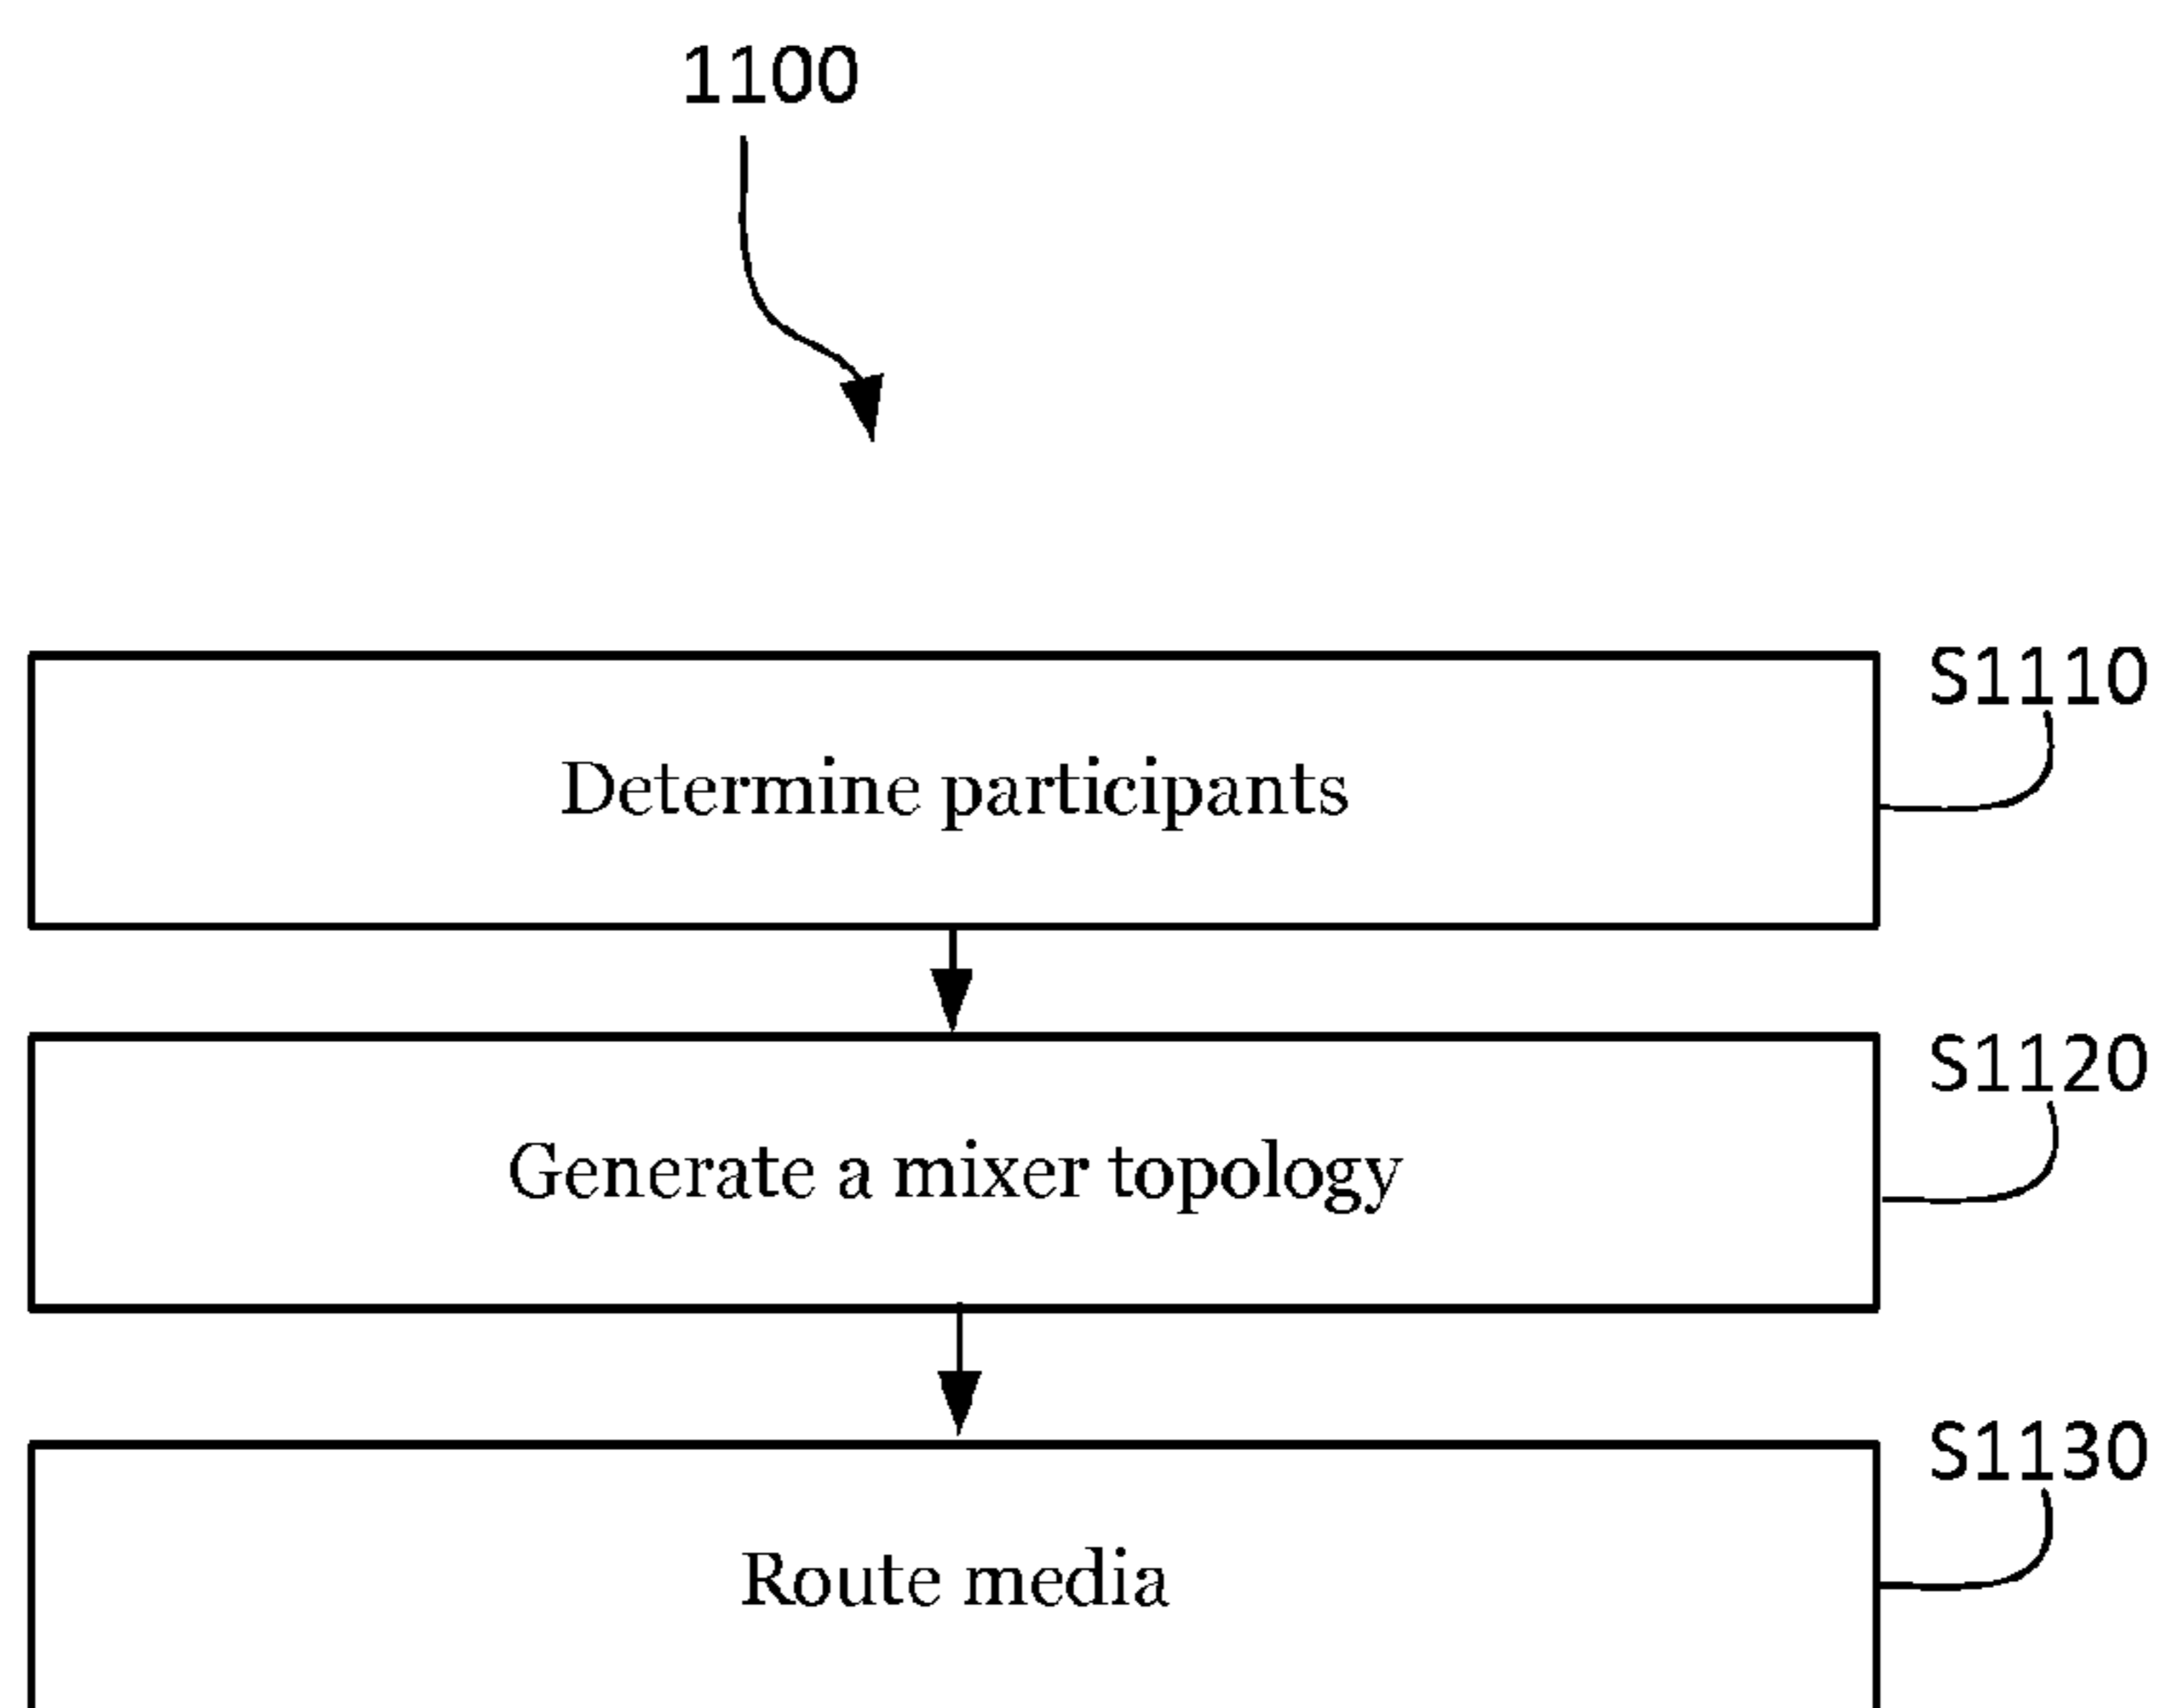 1100
S1110
Determine participants
S1120
Generate a mixer topology
S1130
Route media